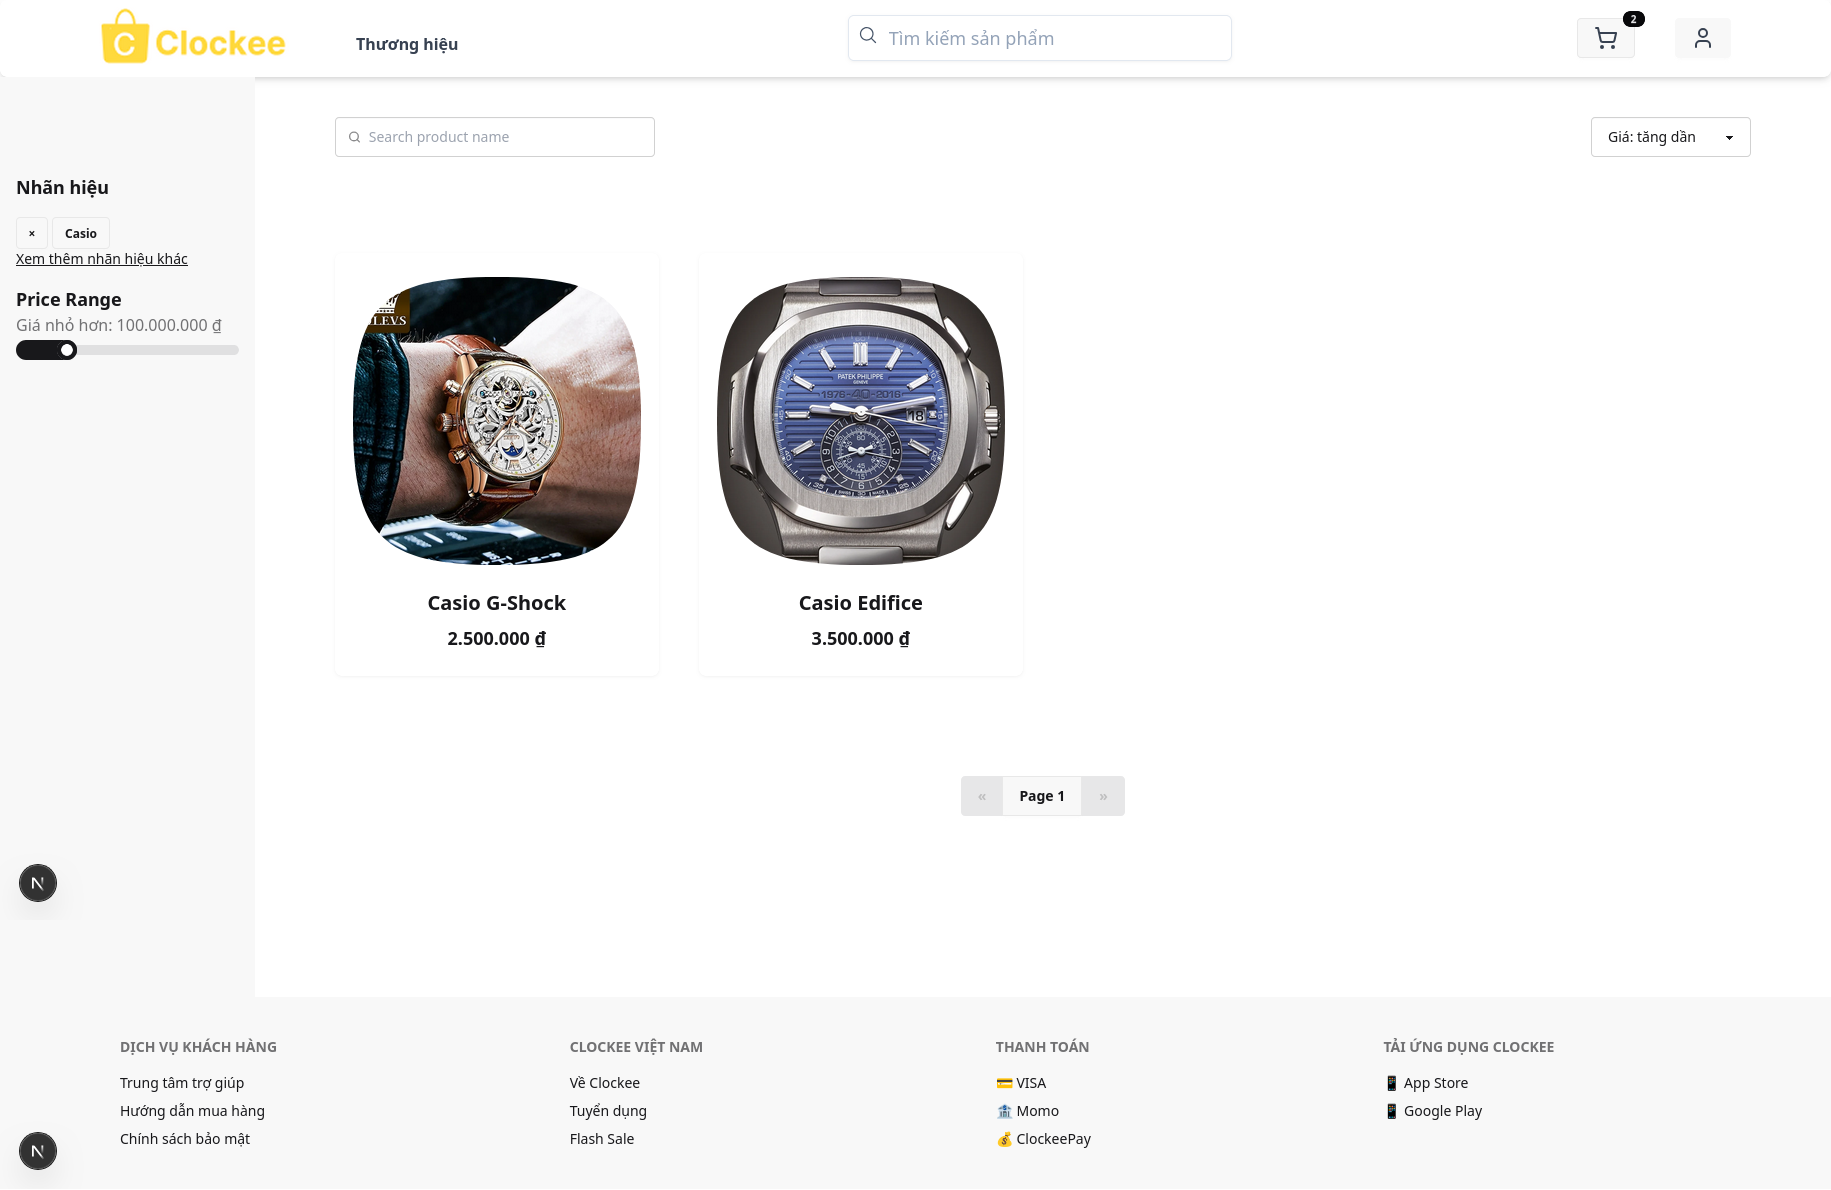 C Clockee
Thương hiệu
Tìm kiếm sản phẩm
2
Search product name
Giá: tăng dần
Nhãn hiệu
× Casio
Xem thêm nhãn hiệu khác
Price Range
Giá nhỏ hơn: 100.000.000 ₫
PATEK PHILIPPE
GENEVE
1976-40-2016
18
Casio G-Shock
2.500.000 ₫
Casio Edifice
3.500.000 ₫
« Page 1 »
N
DỊCH VỤ KHÁCH HÀNG
Trung tâm trợ giúp
Hướng dẫn mua hàng
Chính sách bảo mật
CLOCKEE VIỆT NAM
Về Clockee
Tuyển dụng
Flash Sale
THANH TOÁN
💳 VISA
🏦 Momo
💰 ClockeePay
TẢI ỨNG DỤNG CLOCKEE
📱 App Store
📱 Google Play
N